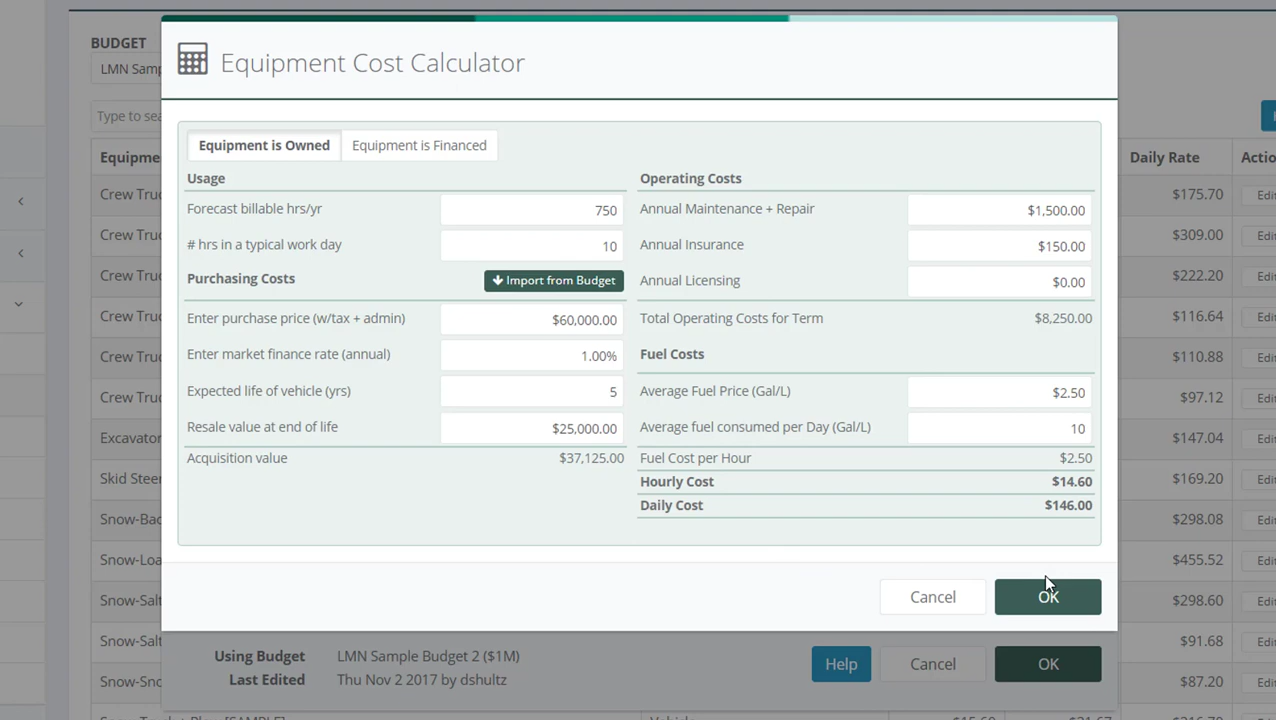 BUDGET
LMN Samp
Type to sea
Equipment Cost Calculator
Equipment is Owned Equipment is Financed
Usage
Forecast billable hrs/yr 750
# hrs in a typical work day 10
Purchasing Costs Import from Budget
Enter purchase price (w/tax + admin) $60,000.00
Enter market finance rate (annual) 1.00%
Expected life of vehicle (yrs) 5
Resale value at end of life $25,000.00
Acquisition value $37,125.00
Operating Costs
Annual Maintenance + Repair $1,500.00
Annual Insurance $150.00
Annual Licensing $0.00
Total Operating Costs for Term $8,250.00
Fuel Costs
Average Fuel Price (Gal/L) $2.50
Average fuel consumed per Day (Gal/L) 10
Fuel Cost per Hour $2.50
Hourly Cost $14.60
Daily Cost $146.00
Cancel OK
Equipme Daily Rate Actio
Crew Truc $175.70 Edi
Crew Truc $309.00 Edi
Crew Truc $222.20 Edi
Crew Truc $116.64 Edi
Crew Truc $110.88 Edi
Crew Truc $97.12 Edi
Excavator $147.04 Edi
Skid Steer $169.20 Edi
Snow-Bac $298.08 Edi
Snow-Loa $455.52 Edi
Snow-Salt $298.60 Edi
Snow-Salt $91.68 Edi
Snow-Sno $87.20 Edi
Using Budget LMN Sample Budget 2 ($1M)
Last Edited Thu Nov 2 2017 by dshultz
Help Cancel OK